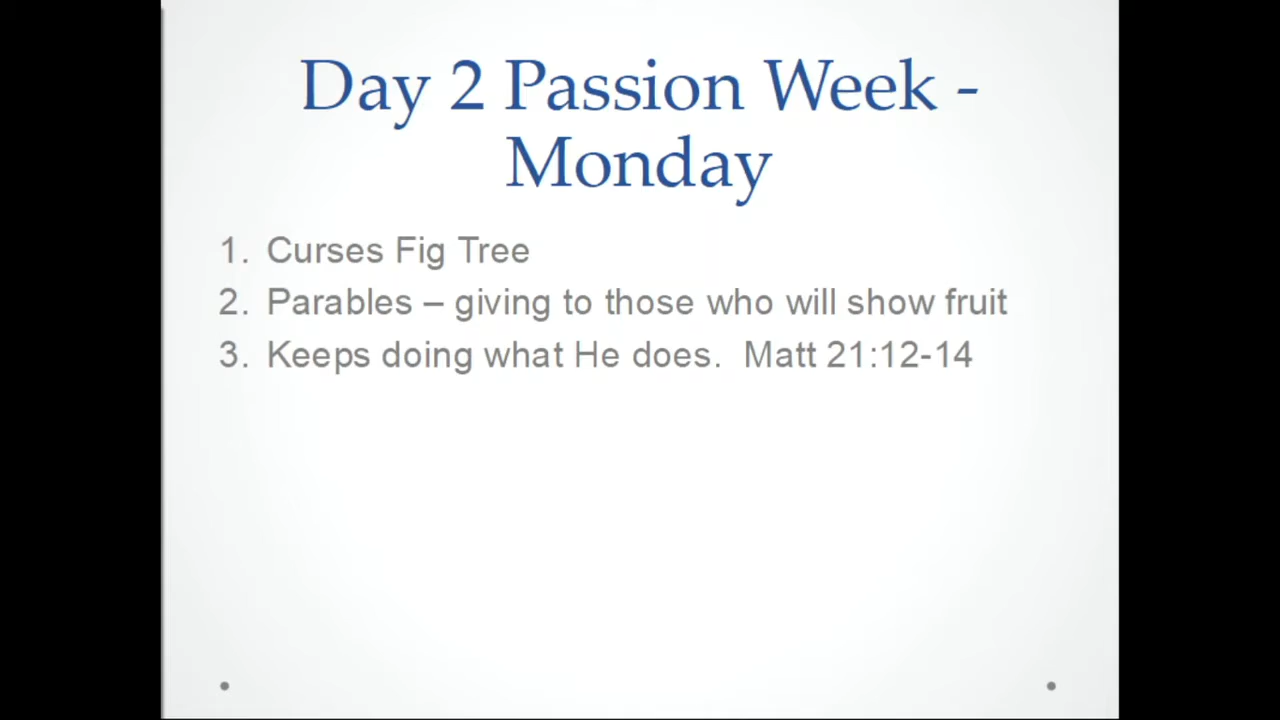 Day 2 Passion Week -
Monday
1. Curses Fig Tree
2. Parables – giving to those who will show fruit
3. Keeps doing what He does.  Matt 21:12-14